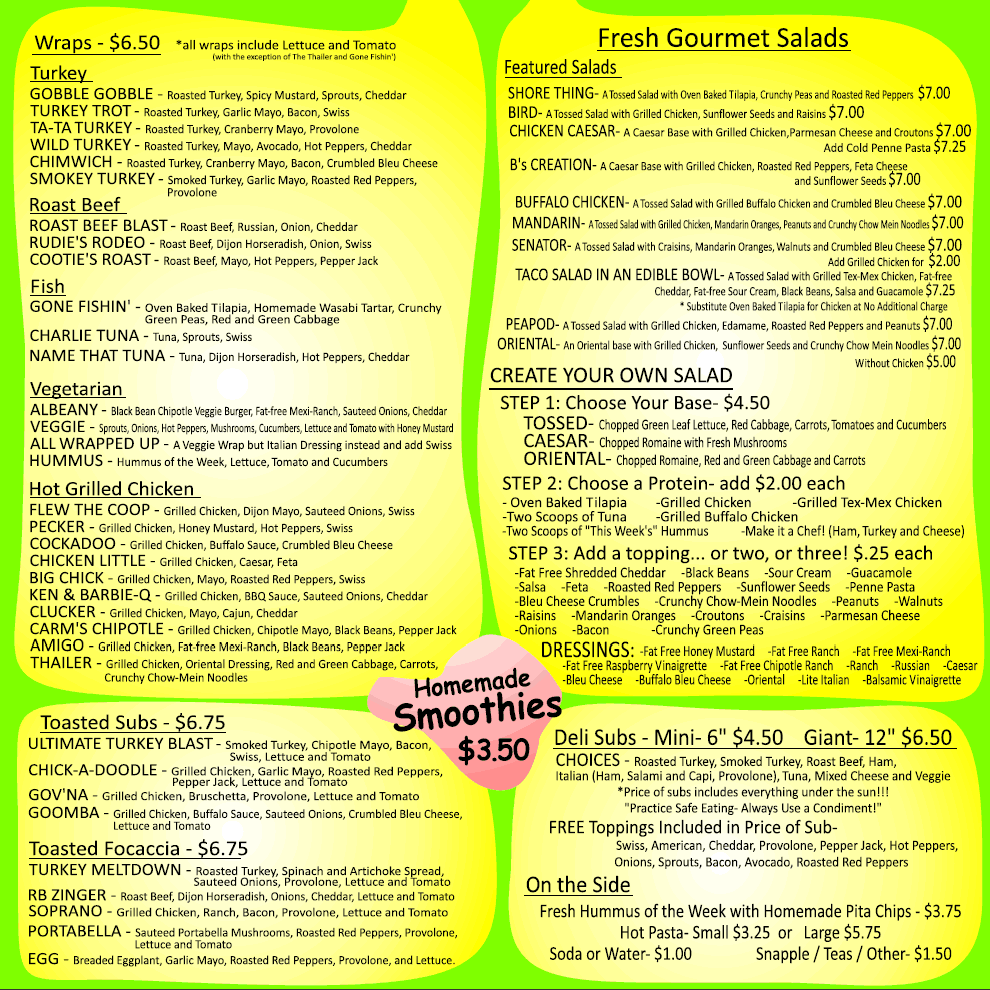 Wraps - $6.50 *all wraps include Lettuce and Tomato
(with the exception of The Thailer and Gone Fishin')
Turkey
GOBBLE GOBBLE - Roasted Turkey, Spicy Mustard, Sprouts, Cheddar
TURKEY TROT - Roasted Turkey, Garlic Mayo, Bacon, Swiss
TA-TA TURKEY - Roasted Turkey, Cranberry Mayo, Provolone
WILD TURKEY - Roasted Turkey, Mayo, Avocado, Hot Peppers, Cheddar
CHIMWICH - Roasted Turkey, Cranberry Mayo, Bacon, Crumbled Bleu Cheese
SMOKEY TURKEY - Smoked Turkey, Garlic Mayo, Roasted Red Peppers,
Provolone
Roast Beef
ROAST BEEF BLAST - Roast Beef, Russian, Onion, Cheddar
RUDIE'S RODEO - Roast Beef, Dijon Horseradish, Onion, Swiss
COOTIE'S ROAST - Roast Beef, Mayo, Hot Peppers, Pepper Jack
Fish
GONE FISHIN' - Oven Baked Tilapia, Homemade Wasabi Tartar, Crunchy
Green Peas, Red and Green Cabbage
CHARLIE TUNA - Tuna, Sprouts, Swiss
NAME THAT TUNA - Tuna, Dijon Horseradish, Hot Peppers, Cheddar
Vegetarian
ALBEANY - Black Bean Chipotle Veggie Burger, Fat-free Mexi-Ranch, Sauteed Onions, Cheddar
VEGGIE - Sprouts, Onions, Hot Peppers, Mushrooms, Cucumbers, Lettuce and Tomato with Honey Mustard
ALL WRAPPED UP - A Veggie Wrap but Italian Dressing instead and add Swiss
HUMMUS - Hummus of the Week, Lettuce, Tomato and Cucumbers
Hot Grilled Chicken
FLEW THE COOP - Grilled Chicken, Dijon Mayo, Sauteed Onions, Swiss
PECKER - Grilled Chicken, Honey Mustard, Hot Peppers, Swiss
COCKADOO - Grilled Chicken, Buffalo Sauce, Crumbled Bleu Cheese
CHICKEN LITTLE - Grilled Chicken, Caesar, Feta
BIG CHICK - Grilled Chicken, Mayo, Roasted Red Peppers, Swiss
KEN & BARBIE-Q - Grilled Chicken, BBQ Sauce, Sauteed Onions, Cheddar
CLUCKER - Grilled Chicken, Mayo, Cajun, Cheddar
CARM'S CHIPOTLE - Grilled Chicken, Chipotle Mayo, Black Beans, Pepper Jack
AMIGO - Grilled Chicken, Fat-free Mexi-Ranch, Black Beans, Pepper Jack
THAILER - Grilled Chicken, Oriental Dressing, Red and Green Cabbage, Carrots,
Crunchy Chow-Mein Noodles
Fresh Gourmet Salads
Featured Salads
SHORE THING- A Tossed Salad with Oven Baked Tilapia, Crunchy Peas and Roasted Red Peppers $7.00
BIRD- A Tossed Salad with Grilled Chicken, Sunflower Seeds and Raisins $7.00
CHICKEN CAESAR- A Caesar Base with Grilled Chicken,Parmesan Cheese and Croutons $7.00
Add Cold Penne Pasta $7.25
B's CREATION- A Caesar Base with Grilled Chicken, Roasted Red Peppers, Feta Cheese
and Sunflower Seeds $7.00
BUFFALO CHICKEN- A Tossed Salad with Grilled Buffalo Chicken and Crumbled Bleu Cheese $7.00
MANDARIN- A Tossed Salad with Grilled Chicken, Mandarin Oranges, Peanuts and Crunchy Chow Mein Noodles $7.00
SENATOR- A Tossed Salad with Craisins, Mandarin Oranges, Walnuts and Crumbled Bleu Cheese $7.00
Add Grilled Chicken for $2.00
TACO SALAD IN AN EDIBLE BOWL- A Tossed Salad with Grilled Tex-Mex Chicken, Fat-free
Cheddar, Fat-free Sour Cream, Black Beans, Salsa and Guacamole $7.25
* Substitute Oven Baked Tilapia for Chicken at No Additional Charge
PEAPOD- A Tossed Salad with Grilled Chicken, Edamame, Roasted Red Peppers and Peanuts $7.00
ORIENTAL- An Oriental base with Grilled Chicken, Sunflower Seeds and Crunchy Chow Mein Noodles $7.00
Without Chicken $5.00
CREATE YOUR OWN SALAD
STEP 1: Choose Your Base- $4.50
TOSSED- Chopped Green Leaf Lettuce, Red Cabbage, Carrots, Tomatoes and Cucumbers
CAESAR- Chopped Romaine with Fresh Mushrooms
ORIENTAL- Chopped Romaine, Red and Green Cabbage and Carrots
STEP 2: Choose a Protein- add $2.00 each
- Oven Baked Tilapia -Grilled Chicken -Grilled Tex-Mex Chicken
-Two Scoops of Tuna -Grilled Buffalo Chicken
-Two Scoops of "This Week's" Hummus -Make it a Chef! (Ham, Turkey and Cheese)
STEP 3: Add a topping... or two, or three! $.25 each
-Fat Free Shredded Cheddar -Black Beans -Sour Cream -Guacamole
-Salsa -Feta -Roasted Red Peppers -Sunflower Seeds -Penne Pasta
-Bleu Cheese Crumbles -Crunchy Chow-Mein Noodles -Peanuts -Walnuts
-Raisins -Mandarin Oranges -Croutons -Craisins -Parmesan Cheese
-Onions -Bacon -Crunchy Green Peas
DRESSINGS: -Fat Free Honey Mustard -Fat Free Ranch -Fat Free Mexi-Ranch
-Fat Free Raspberry Vinaigrette -Fat Free Chipotle Ranch -Ranch -Russian -Caesar
-Bleu Cheese -Buffalo Bleu Cheese -Oriental -Lite Italian -Balsamic Vinaigrette
Homemade
Smoothies
$3.50
Toasted Subs - $6.75
ULTIMATE TURKEY BLAST - Smoked Turkey, Chipotle Mayo, Bacon,
Swiss, Lettuce and Tomato
CHICK-A-DOODLE - Grilled Chicken, Garlic Mayo, Roasted Red Peppers,
Pepper Jack, Lettuce and Tomato
GOV'NA - Grilled Chicken, Bruschetta, Provolone, Lettuce and Tomato
GOOMBA - Grilled Chicken, Buffalo Sauce, Sauteed Onions, Crumbled Bleu Cheese,
Lettuce and Tomato
Toasted Focaccia - $6.75
TURKEY MELTDOWN - Roasted Turkey, Spinach and Artichoke Spread,
Sauteed Onions, Provolone, Lettuce and Tomato
RB ZINGER - Roast Beef, Dijon Horseradish, Onions, Cheddar, Lettuce and Tomato
SOPRANO - Grilled Chicken, Ranch, Bacon, Provolone, Lettuce and Tomato
PORTABELLA - Sauteed Portabella Mushrooms, Roasted Red Peppers, Provolone,
Lettuce and Tomato
EGG - Breaded Eggplant, Garlic Mayo, Roasted Red Peppers, Provolone, and Lettuce.
Deli Subs - Mini- 6" $4.50 Giant- 12" $6.50
CHOICES - Roasted Turkey, Smoked Turkey, Roast Beef, Ham,
Italian (Ham, Salami and Capi, Provolone), Tuna, Mixed Cheese and Veggie
*Price of subs includes everything under the sun!!!
"Practice Safe Eating- Always Use a Condiment!"
FREE Toppings Included in Price of Sub-
Swiss, American, Cheddar, Provolone, Pepper Jack, Hot Peppers,
Onions, Sprouts, Bacon, Avocado, Roasted Red Peppers
On the Side
Fresh Hummus of the Week with Homemade Pita Chips - $3.75
Hot Pasta- Small $3.25 or Large $5.75
Soda or Water- $1.00 Snapple / Teas / Other- $1.50